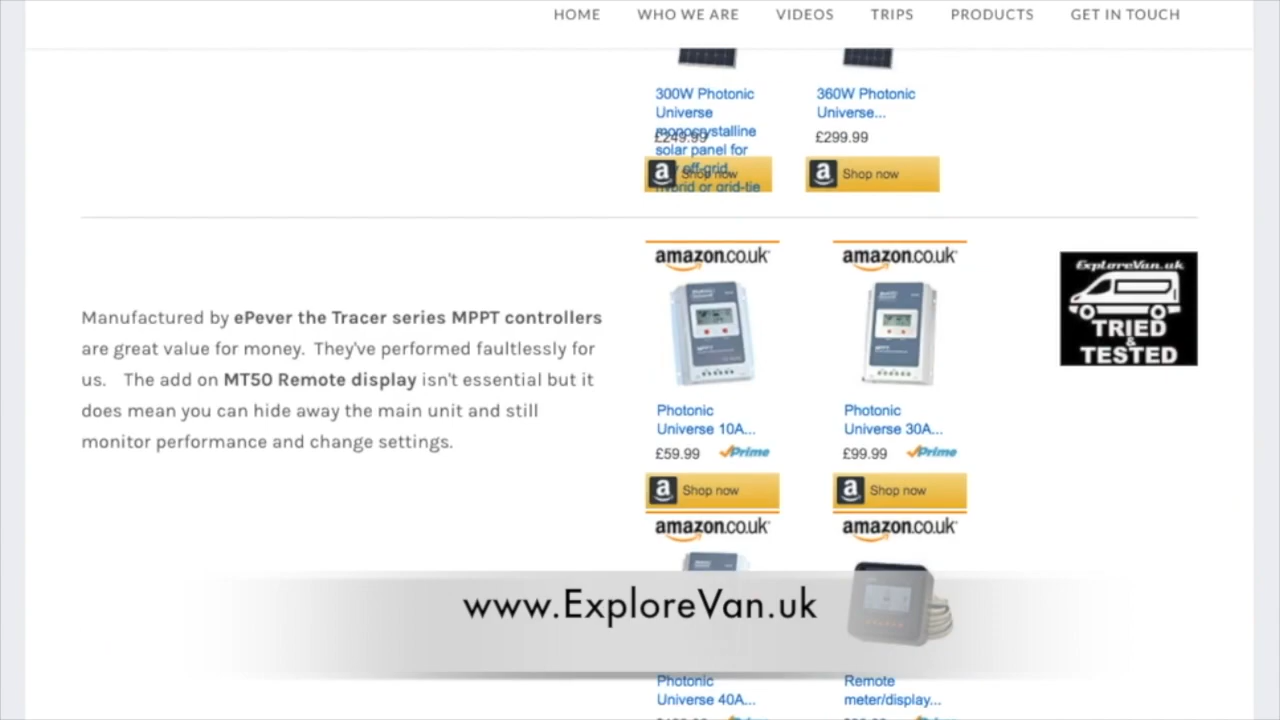 HOME WHO WE ARE VIDEOS TRIPS PRODUCTS GET IN TOUCH
300W Photonic
Universe
monocrystalline
solar panel for
off-grid,
hybrid or grid-tie
£249.99
Shop now
360W Photonic
Universe...
£299.99
Shop now
Manufactured by ePever the Tracer series MPPT controllers
are great value for money. They've performed faultlessly for
us. The add on MT50 Remote display isn't essential but it
does mean you can hide away the main unit and still
monitor performance and change settings.
amazon.co.uk
Photonic
Universe 10A...
£59.99 Prime
Shop now
amazon.co.uk
Photonic
Universe 30A...
£99.99 Prime
Shop now
ExploreVan.uk
TRIED
&
TESTED
amazon.co.uk
Photonic
Universe 40A...
amazon.co.uk
Remote
meter/display...
www.ExploreVan.uk